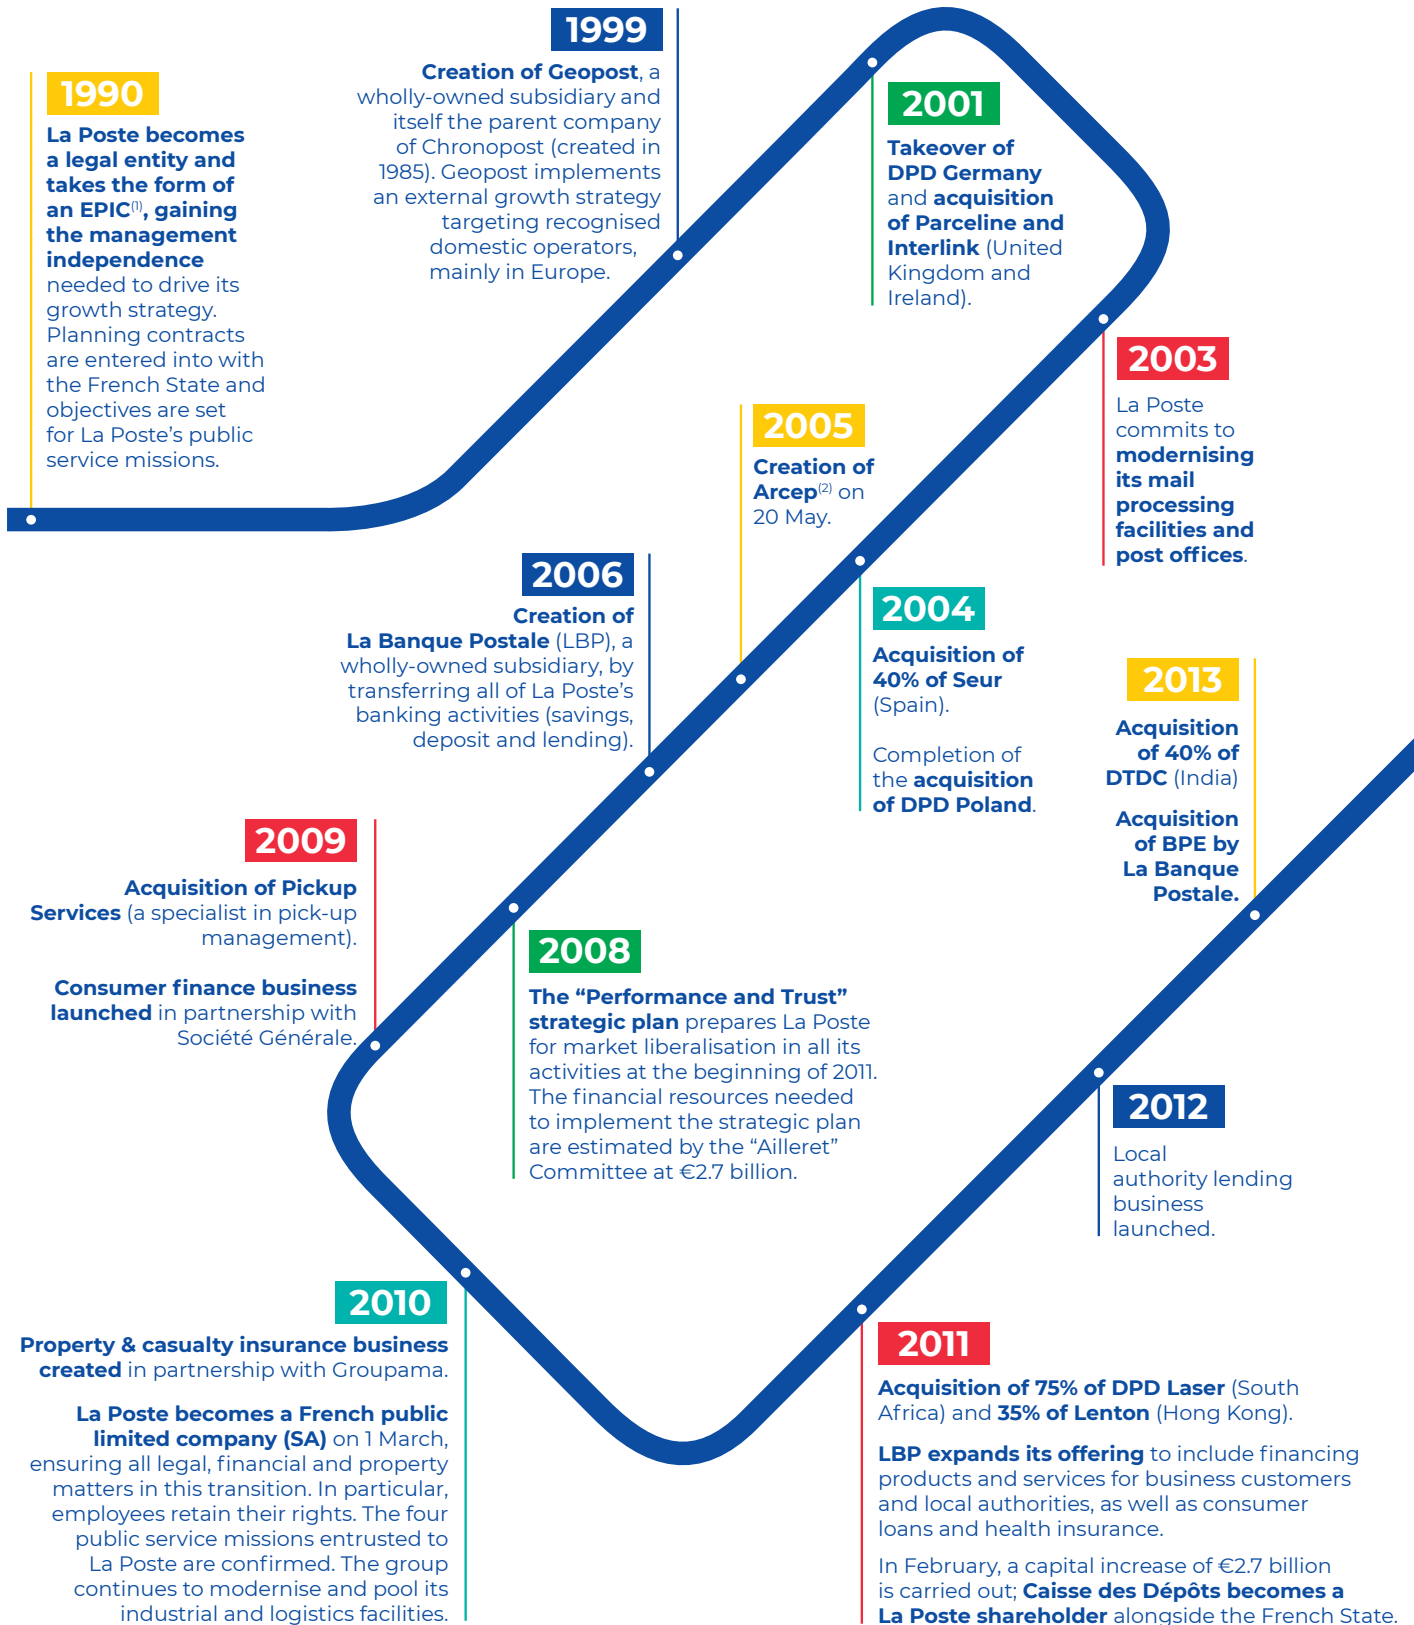 1990
La Poste becomes
a legal entity and
takes the form of
an EPIC(1), gaining
the management
independence
needed to drive its
growth strategy.
Planning contracts
are entered into with
the French State and
objectives are set
for La Poste’s public
service missions.
1999
Creation of Geopost, a
wholly-owned subsidiary and
itself the parent company
of Chronopost (created in
1985). Geopost implements
an external growth strategy
targeting recognised
domestic operators,
mainly in Europe.
2001
Takeover of
DPD Germany
and acquisition
of Parceline and
Interlink (United
Kingdom and
Ireland).
2003
La Poste
commits to
modernising
its mail
processing
facilities and
post offices.
2004
Acquisition of
40% of Seur
(Spain).
Completion of
the acquisition
of DPD Poland.
2005
Creation of
Arcep(2) on
20 May.
2006
Creation of
La Banque Postale (LBP), a
wholly-owned subsidiary, by
transferring all of La Poste’s
banking activities (savings,
deposit and lending).
2008
The “Performance and Trust”
strategic plan prepares La Poste
for market liberalisation in all its
activities at the beginning of 2011.
The financial resources needed
to implement the strategic plan
are estimated by the “Ailleret”
Committee at €2.7 billion.
2009
Acquisition of Pickup
Services (a specialist in pick-up
management).
Consumer finance business
launched in partnership with
Société Générale.
2010
Property & casualty insurance business
created in partnership with Groupama.
La Poste becomes a French public
limited company (SA) on 1 March,
ensuring all legal, financial and property
matters in this transition. In particular,
employees retain their rights. The four
public service missions entrusted to
La Poste are confirmed. The group
continues to modernise and pool its
industrial and logistics facilities.
2011
Acquisition of 75% of DPD Laser (South
Africa) and 35% of Lenton (Hong Kong).
LBP expands its offering to include financing
products and services for business customers
and local authorities, as well as consumer
loans and health insurance.
In February, a capital increase of €2.7 billion
is carried out; Caisse des Dépôts becomes a
La Poste shareholder alongside the French State.
2012
Local
authority lending
business
launched.
2013
Acquisition
of 40% of
DTDC (India)
Acquisition
of BPE by
La Banque
Postale.